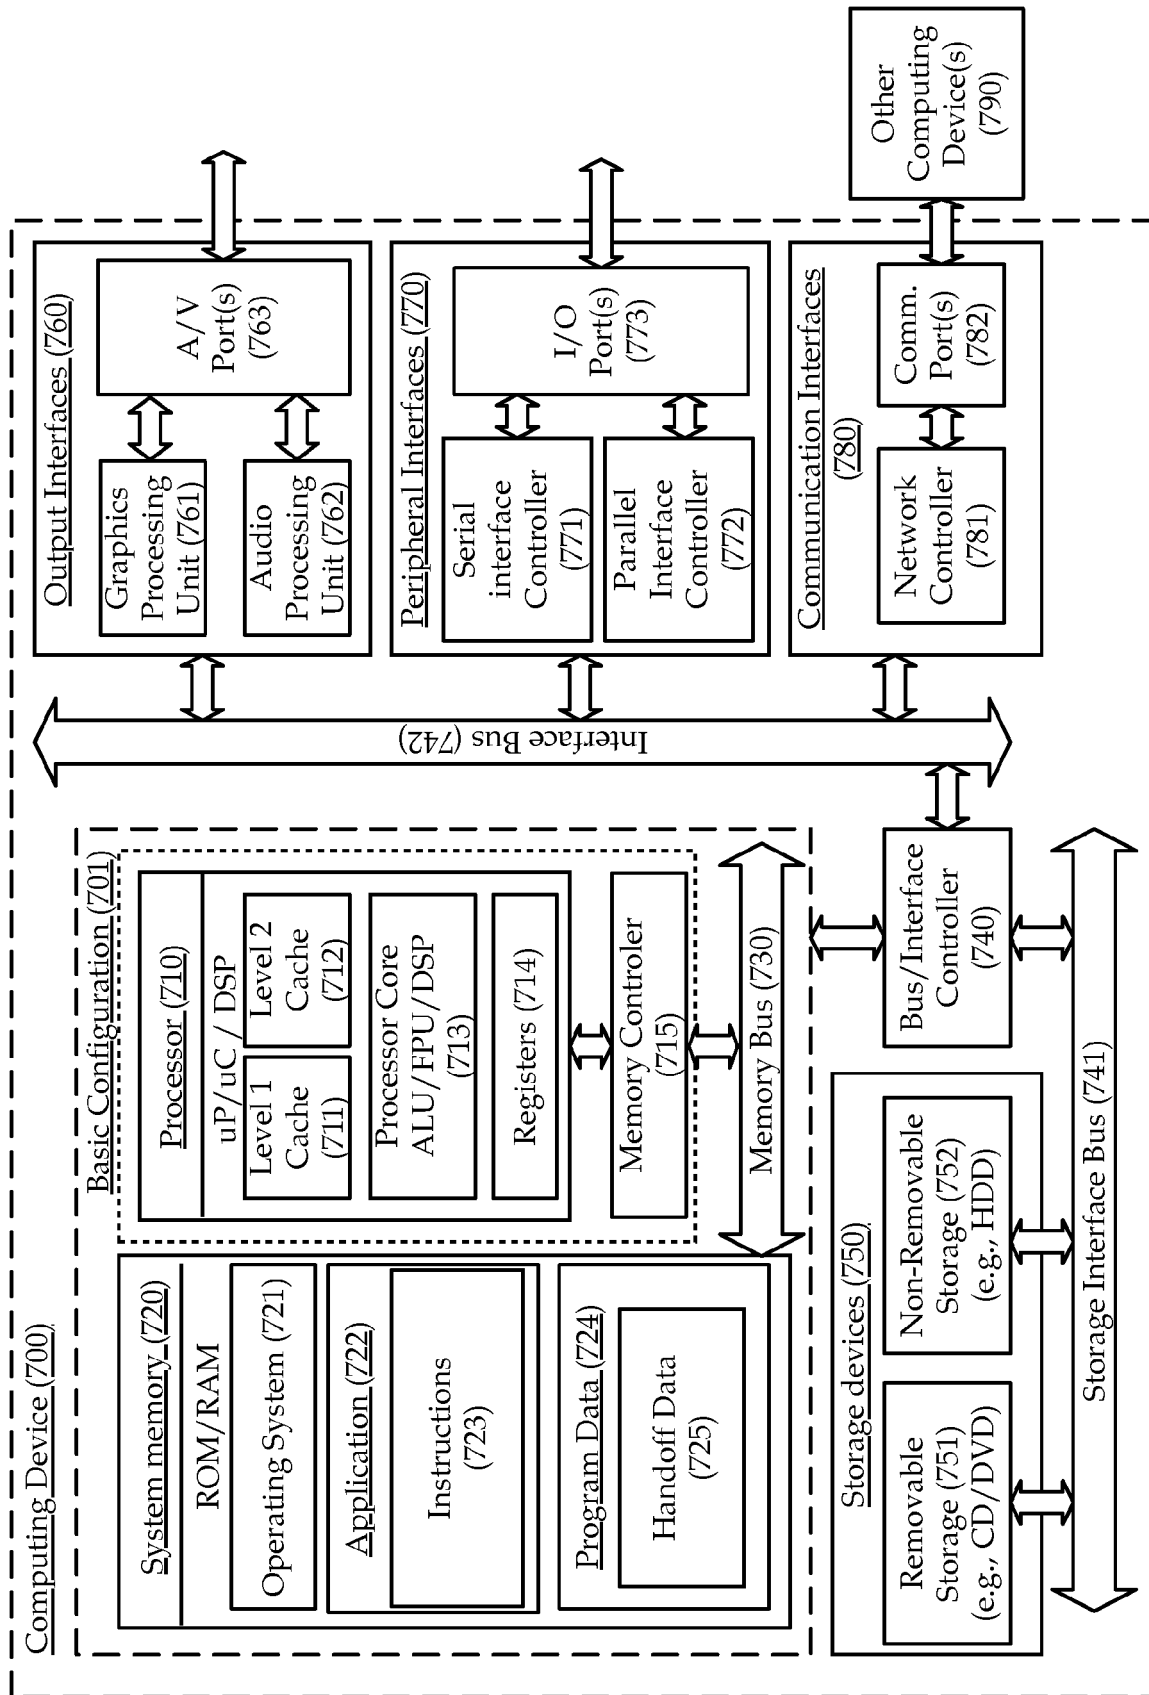 Computing Device (700)
Basic Configuration (701)
System memory (720)
ROM/RAM
Operating System (721)
Application (722)
Instructions
(723)
Program Data (724)
Handoff Data
(725)
Processor (710)
uP/uC / DSP
Level 1
Cache
(711)
Level 2
Cache
(712)
Processor Core
ALU/FPU/DSP
(713)
Registers (714)
Memory Controler
(715)
Memory Bus (730)
Storage devices (750)
Removable
Storage (751)
(e.g., CD/DVD)
Non-Removable
Storage (752)
(e.g., HDD)
Bus/Interface
Controller
(740)
Storage Interface Bus (741)
Interface Bus (742)
Output Interfaces (760)
Graphics
Processing
Unit (761)
Audio
Processing
Unit (762)
A/V
Port(s)
(763)
Peripheral Interfaces (770)
Serial
interface
Controller
(771)
Parallel
Interface
Controller
(772)
I/O
Port(s)
(773)
Communication Interfaces
(780)
Network
Controller
(781)
Comm.
Port(s)
(782)
Other
Computing
Device(s)
(790)